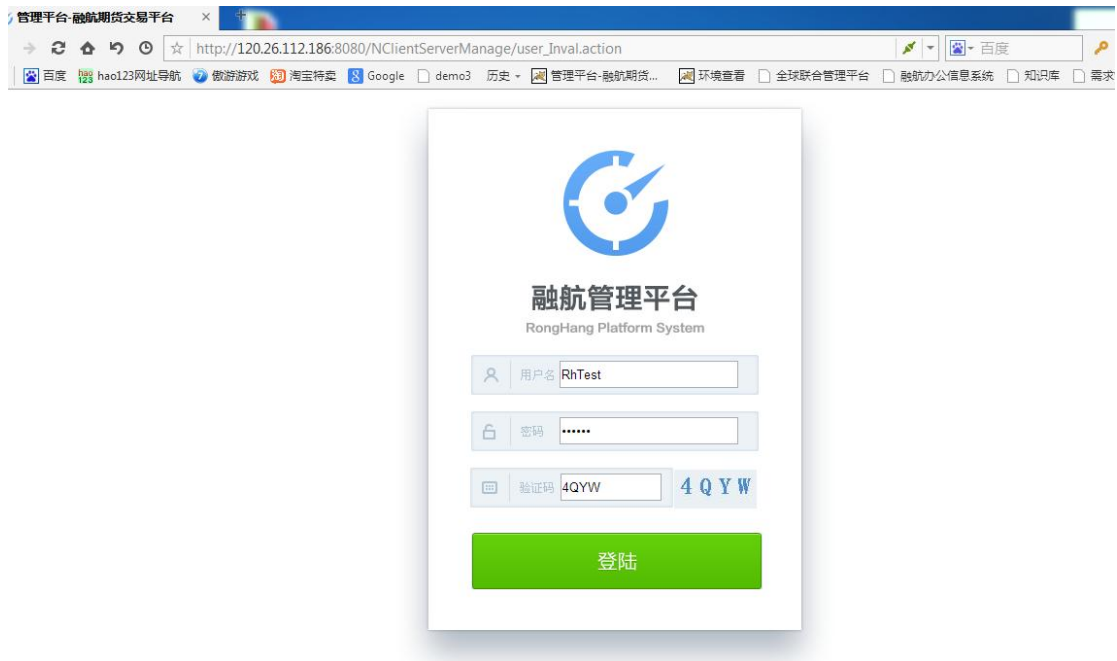 管理平台-融航期货交易平台
http://120.26.112.186:8080/NClientServerManage/user_Inval.action 百度
百度 hao123网址导航 傲游游戏 淘宝特卖 Google demo3 历史 管理平台-融航期货... 环境查看 全球联合管理平台 融航办公信息系统 知识库 需求
融航管理平台
RongHang Platform System
用户名 RhTest
密码 ••••••
验证码 4QYW 4QYW
登陆